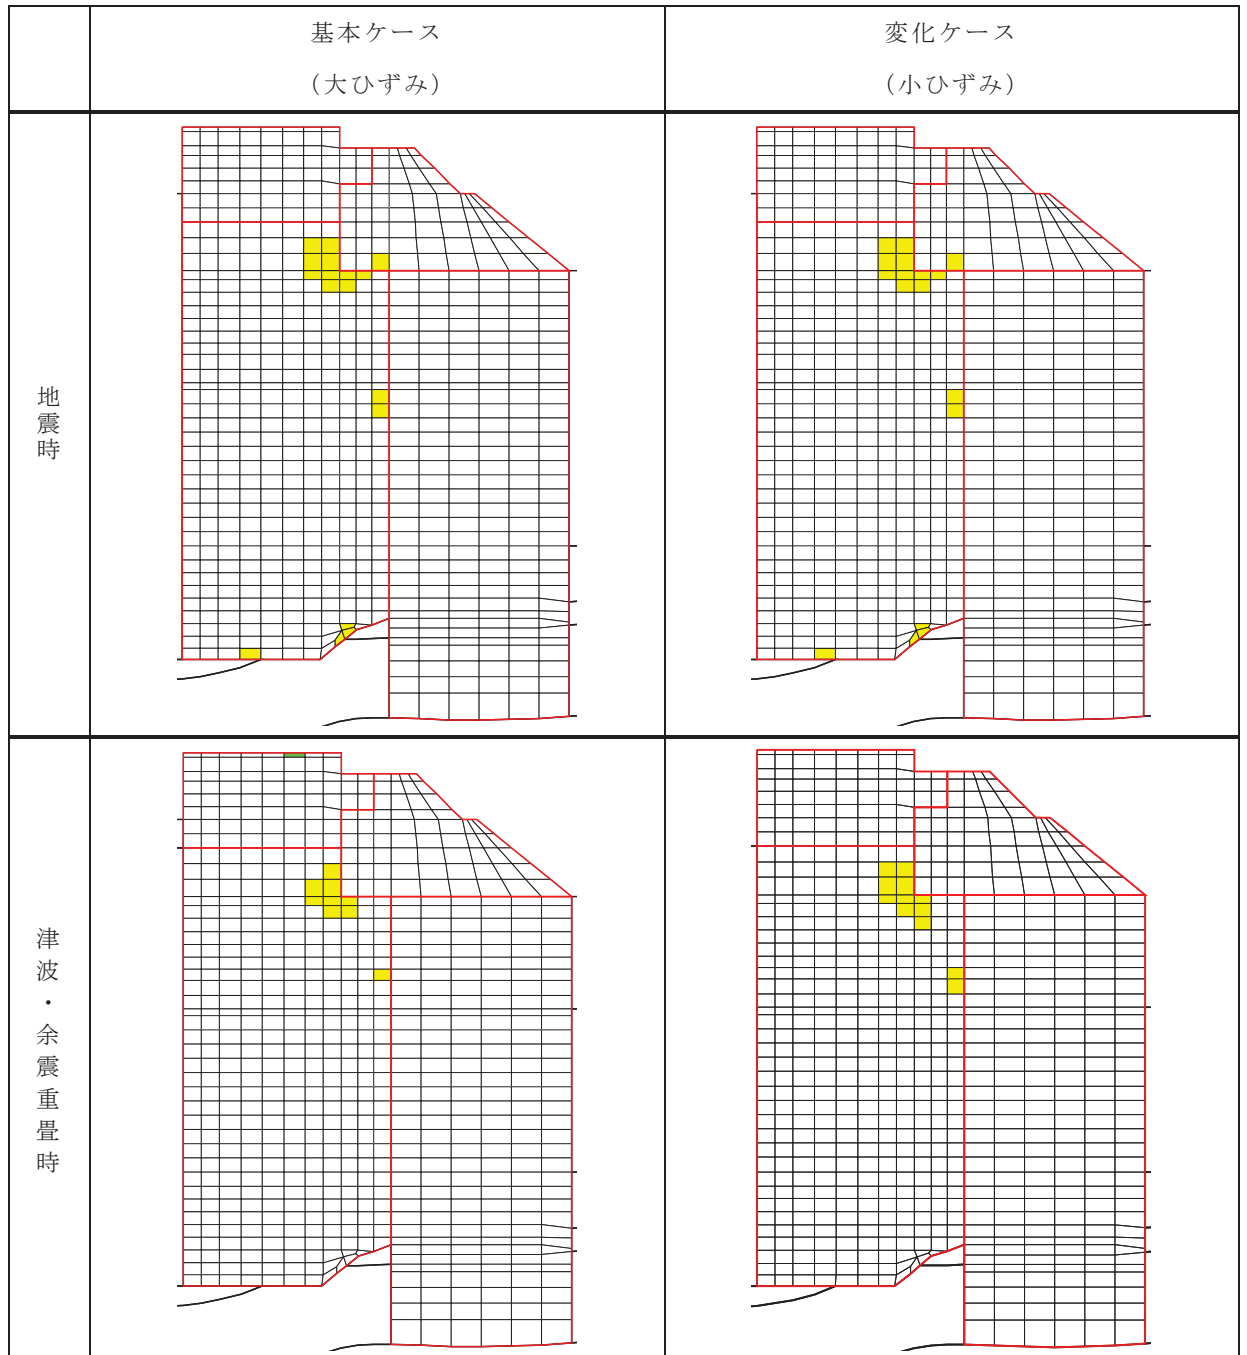 基本ケース
（大ひずみ）
変化ケース
（小ひずみ）
地震時
津波・余震重畳時